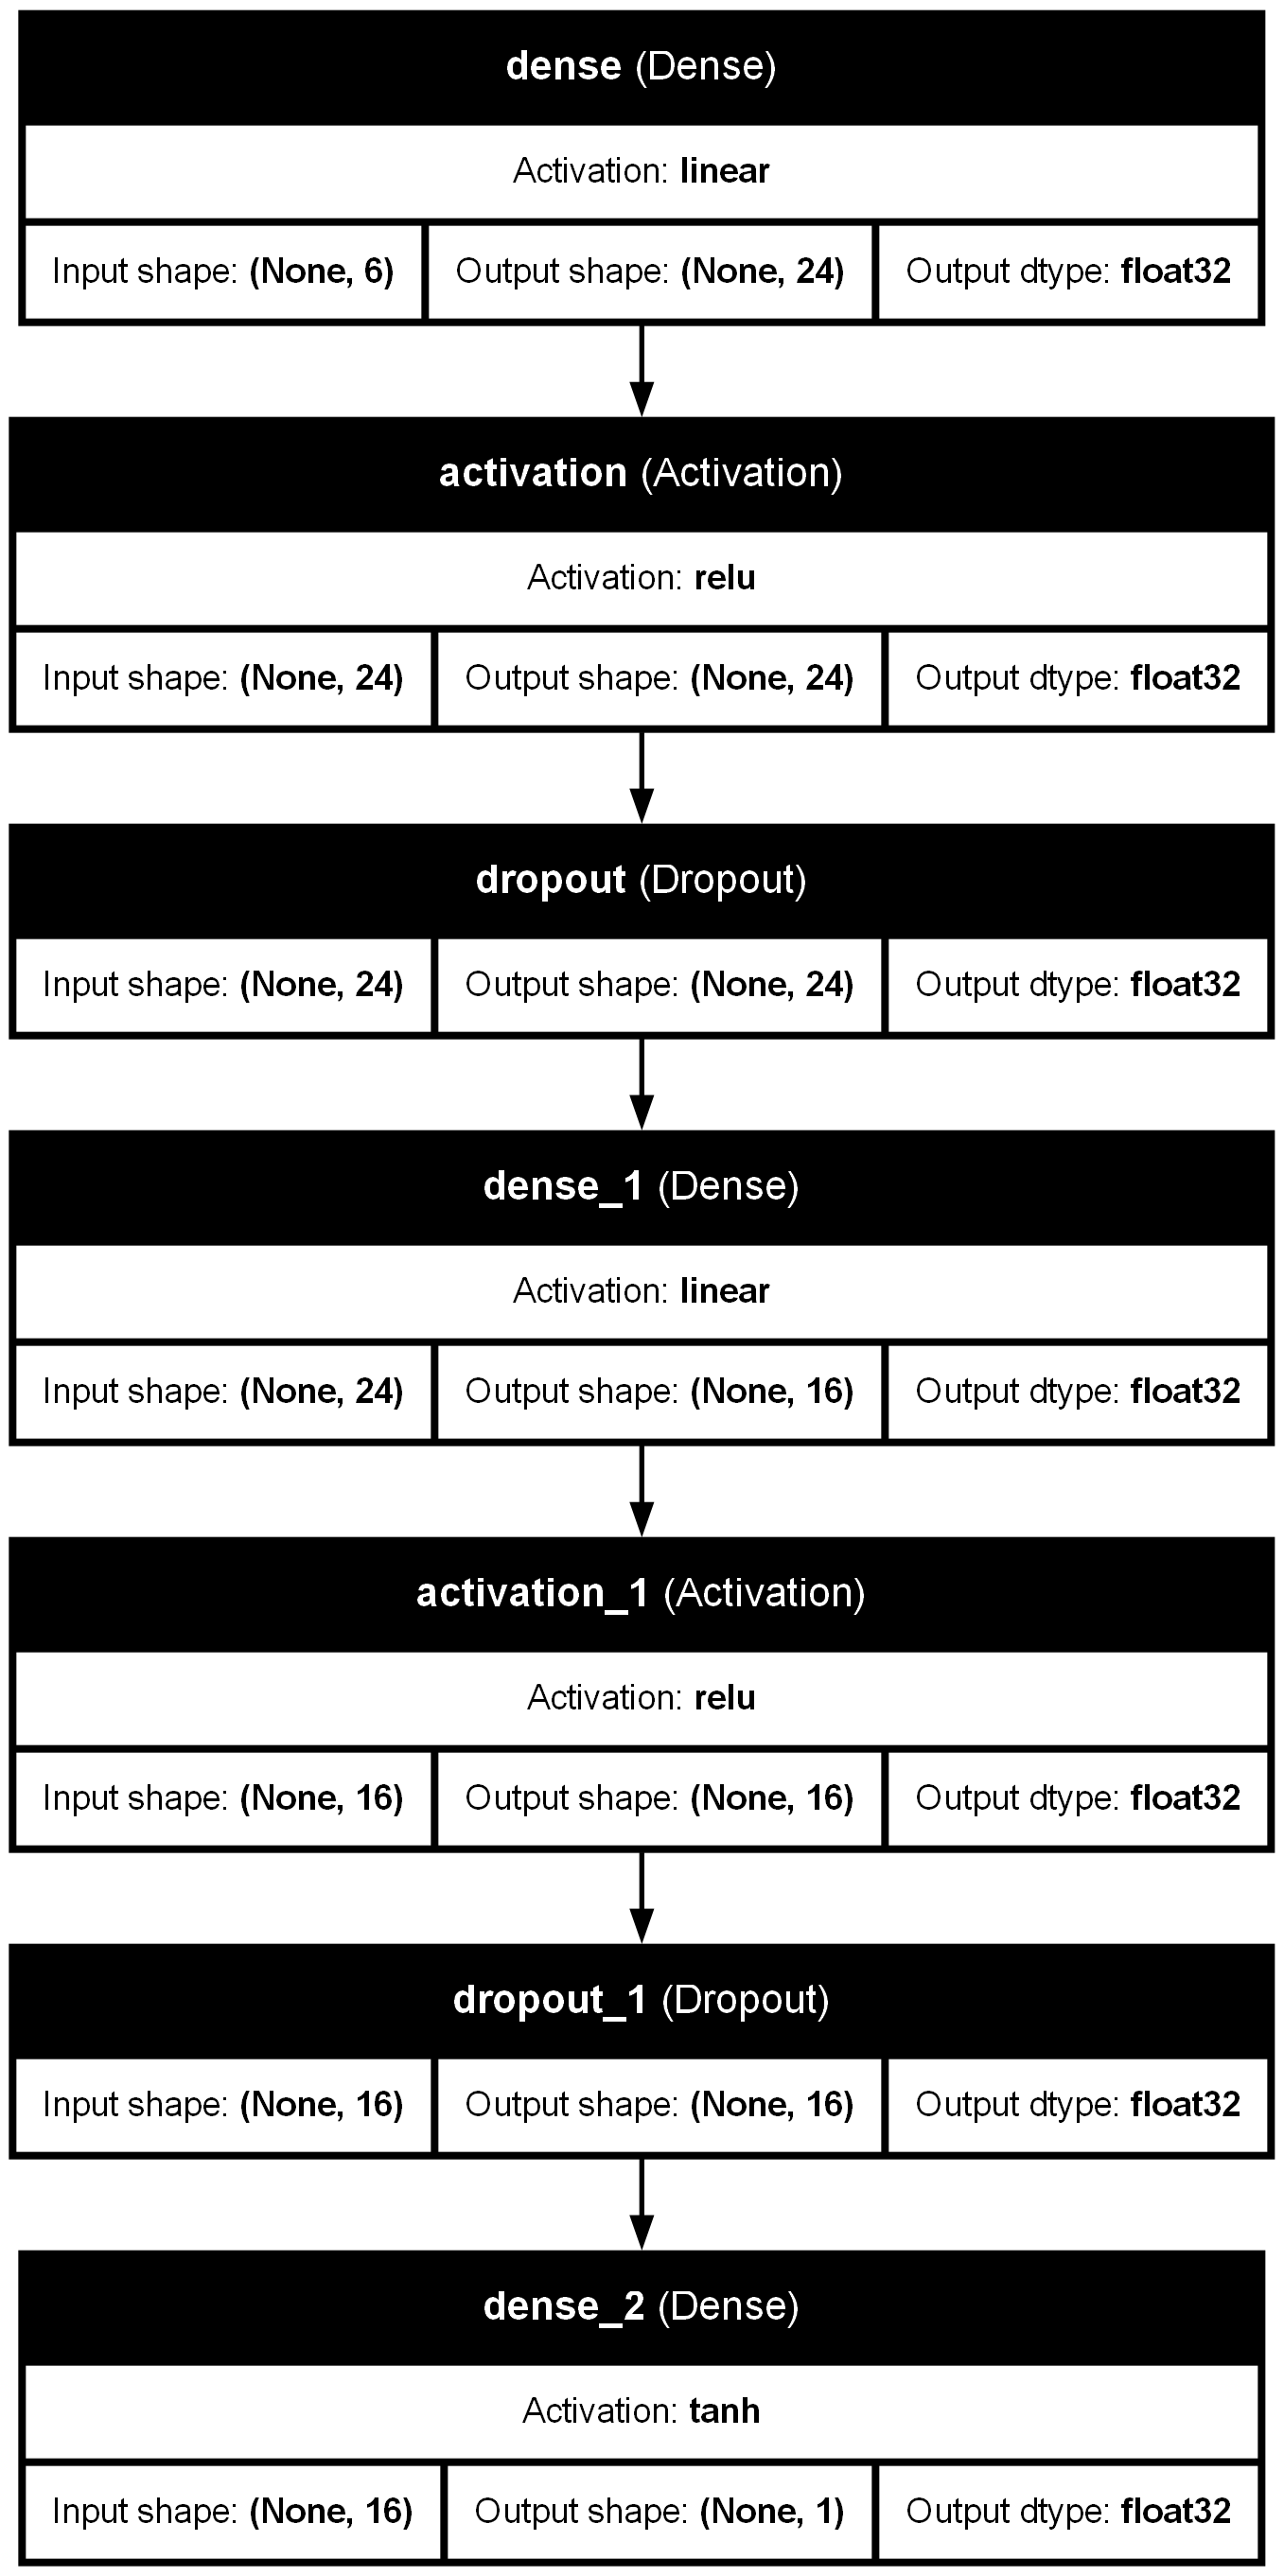 dense (Dense)
Activation: linear
Input shape: (None, 6) Output shape: (None, 24) Output dtype: float32
activation (Activation)
Activation: relu
Input shape: (None, 24) Output shape: (None, 24) Output dtype: float32
dropout (Dropout)
Input shape: (None, 24) Output shape: (None, 24) Output dtype: float32
dense_1 (Dense)
Activation: linear
Input shape: (None, 24) Output shape: (None, 16) Output dtype: float32
activation_1 (Activation)
Activation: relu
Input shape: (None, 16) Output shape: (None, 16) Output dtype: float32
dropout_1 (Dropout)
Input shape: (None, 16) Output shape: (None, 16) Output dtype: float32
dense_2 (Dense)
Activation: tanh
Input shape: (None, 16) Output shape: (None, 1) Output dtype: float32